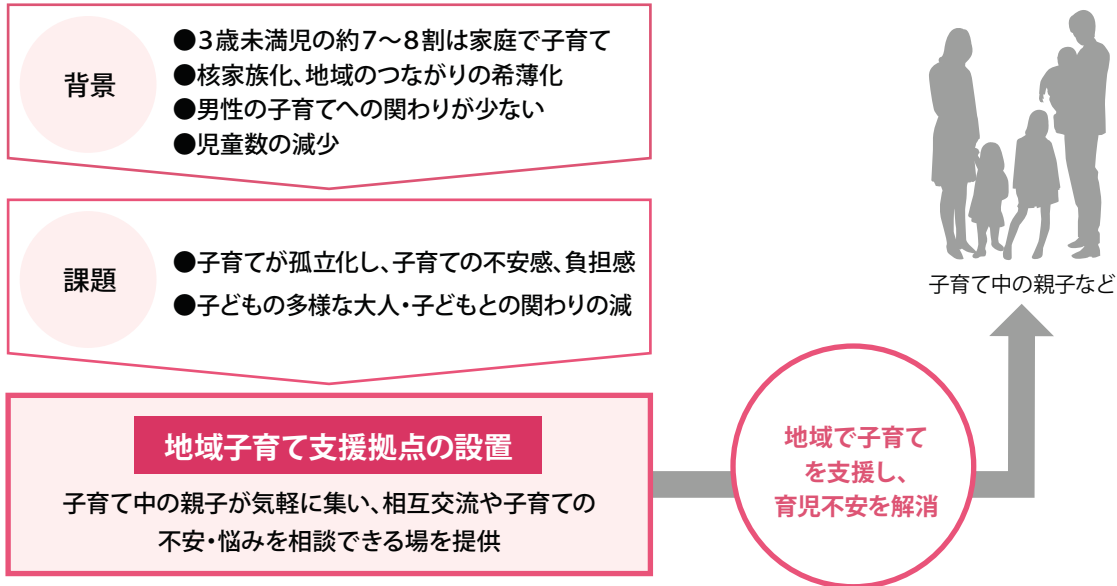 背景
●3歳未満児の約7〜8割は家庭で子育て
●核家族化、地域のつながりの希薄化
●男性の子育てへの関わりが少ない
●児童数の減少
課題
●子育てが孤立化し、子育ての不安感、負担感
●子どもの多様な大人・子どもとの関わりの減
地域子育て支援拠点の設置
子育て中の親子が気軽に集い、相互交流や子育ての
不安・悩みを相談できる場を提供
地域で子育て
を支援し、
育児不安を解消
子育て中の親子など